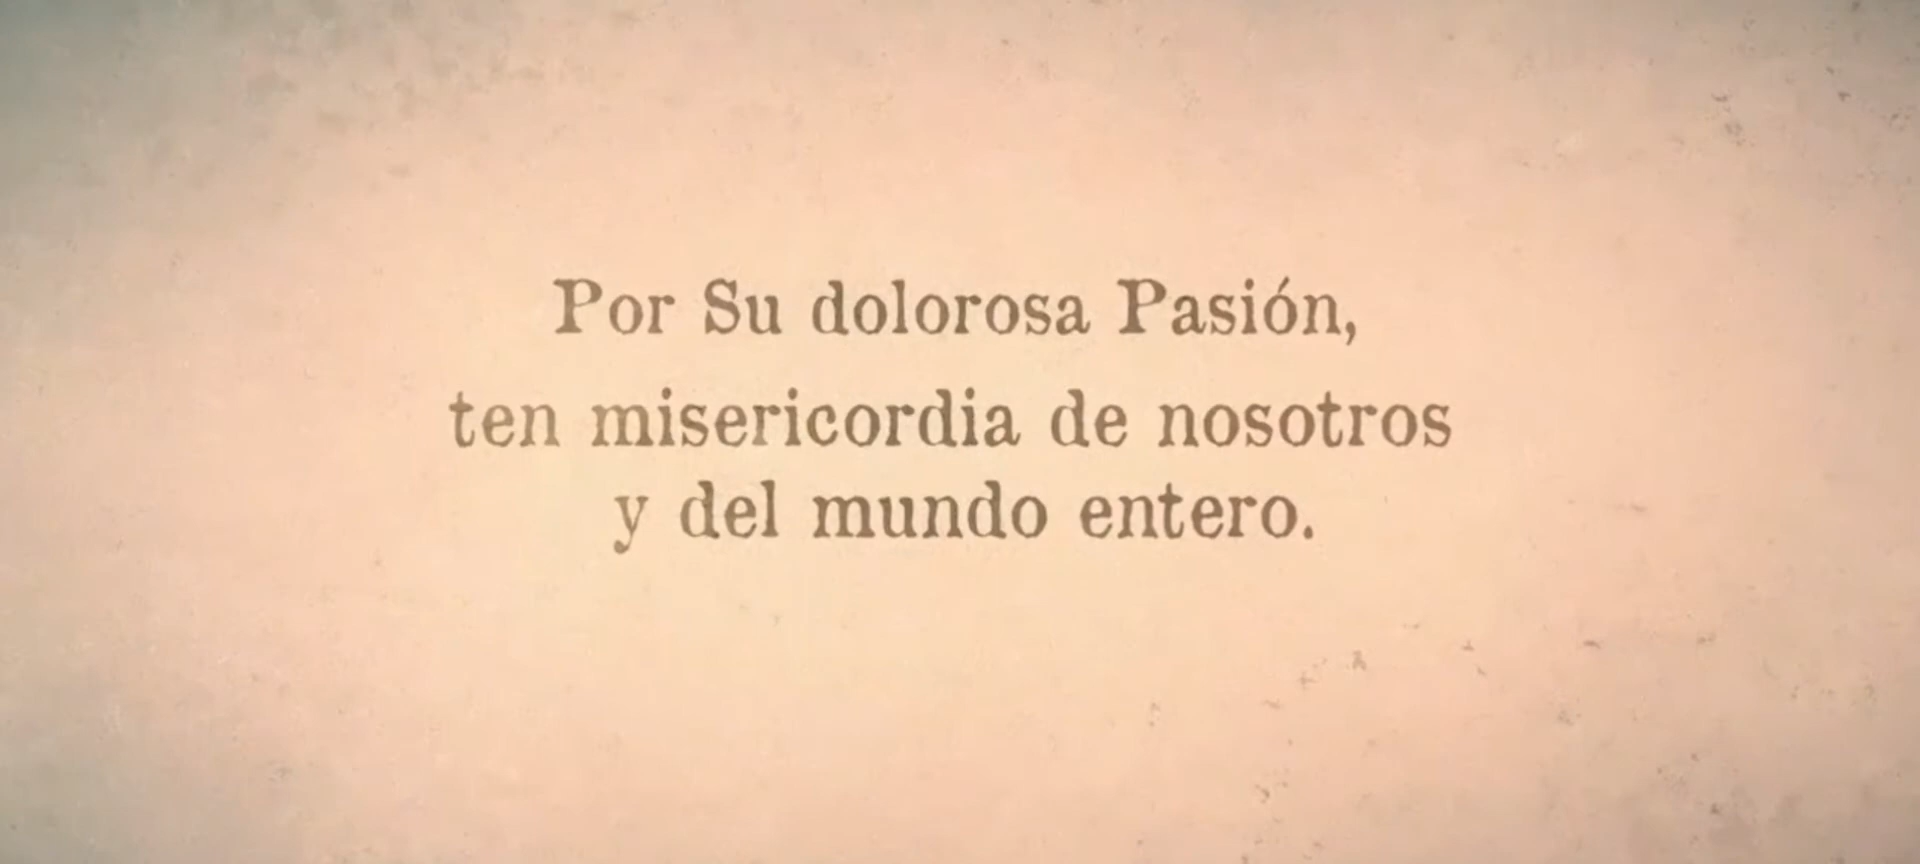 Por Su dolorosa Pasión,
ten misericordia de nosotros
y del mundo entero.